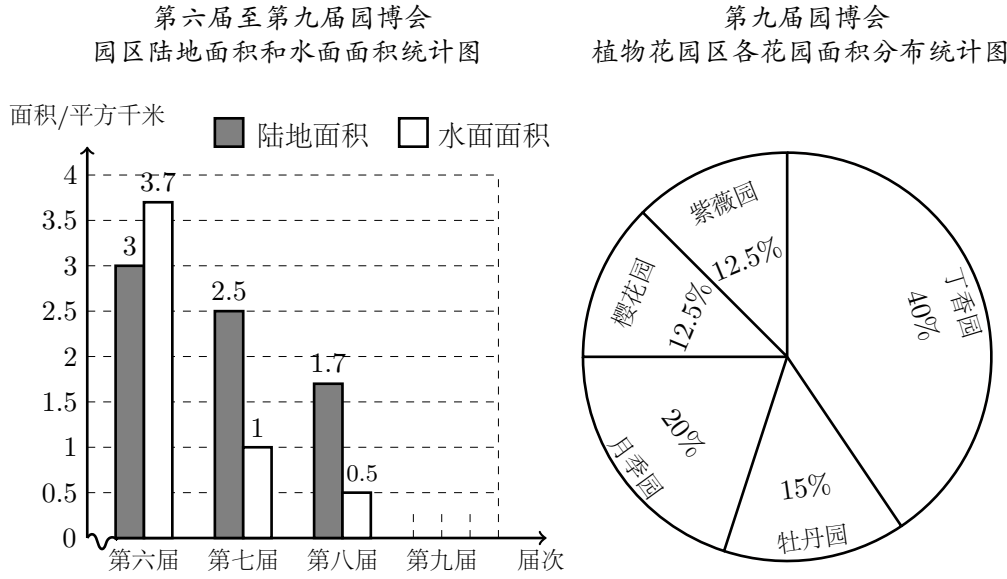 第六届至第九届园博会
园区陆地面积和水面面积统计图
面积/平方千米
陆地面积
水面面积
4
3.5
3
2.5
2
1.5
1
0.5
0
3
3.7
2.5
1
1.7
0.5
第六届
第七届
第八届
第九届
届次
第九届园博会
植物花园区各花园面积分布统计图
紫薇园
12.5%
樱花园
12.5%
丁香园
40%
月季园
20%
牡丹园
15%